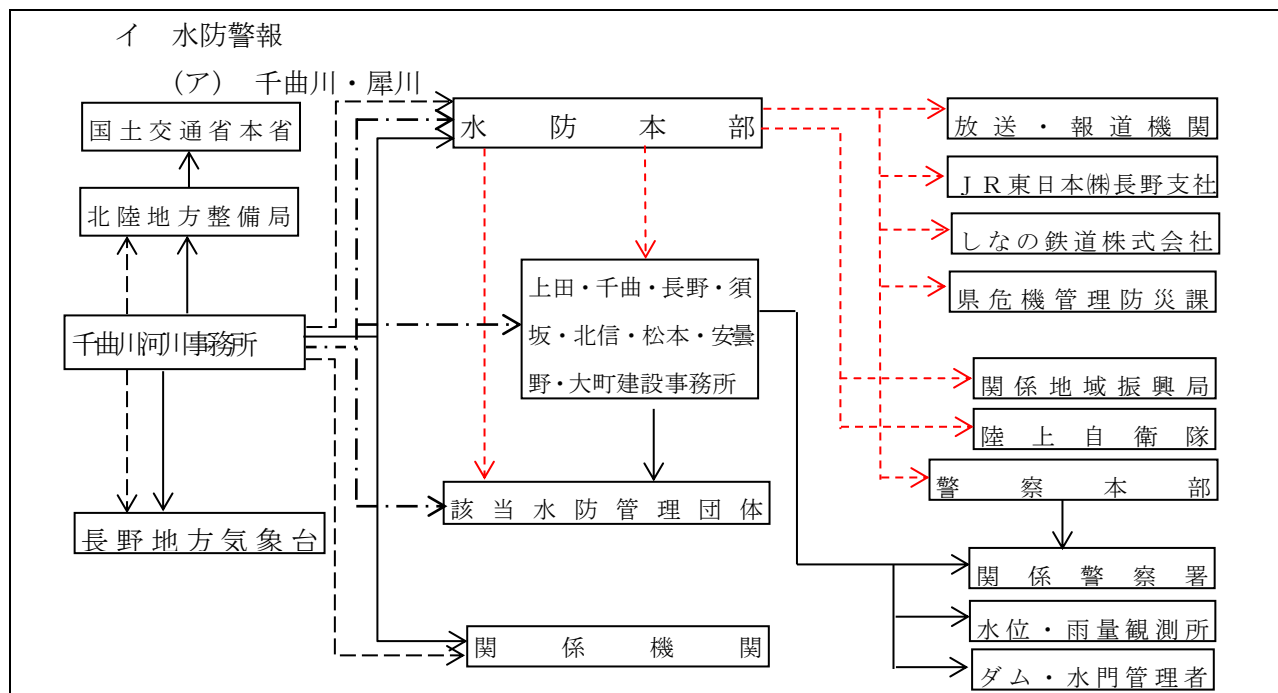 イ 水防警報
(ア) 千曲川・犀川
国土交通省本省
北陸地方整備局
千曲川河川事務所
長野地方気象台
水防本部
上田・千曲・長野・須
坂・北信・松本・安曇
野・大町建設事務所
該当水防管理団体
関係機関
放送・報道機関
ＪＲ東日本㈱長野支社
しなの鉄道株式会社
県危機管理防災課
関係地域振興局
陸上自衛隊
警察本部
関係警察署
水位・雨量観測所
ダム・水門管理者